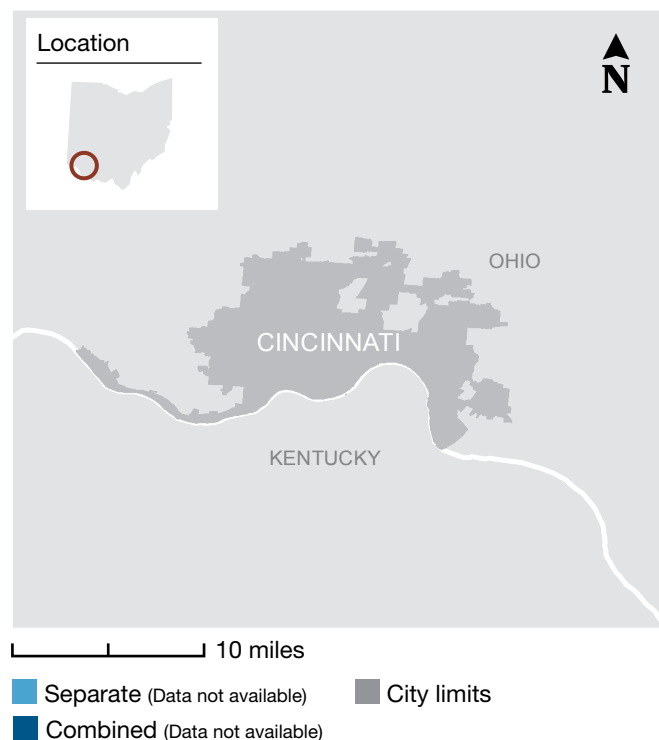 Location
N
OHIO
CINCINNATI
KENTUCKY
10 miles
Separate (Data not available)
City limits
Combined (Data not available)